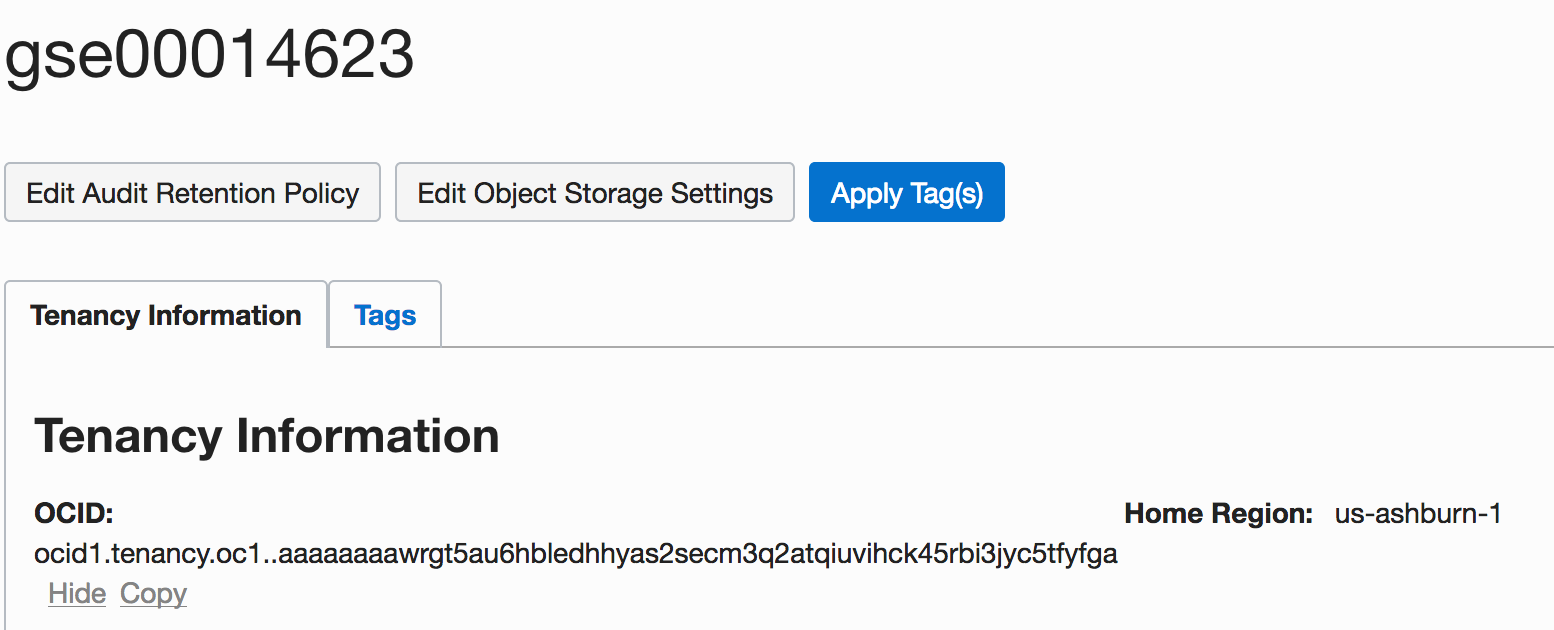 gse00014623
Edit Audit Retention Policy Edit Object Storage Settings Apply Tag(s)
Tenancy Information Tags
Tenancy Information
OCID: Home Region: us-ashburn-1
ocid1.tenancy.oc1..aaaaaaaawrgt5au6hbledhhyas2secm3q2atqiuvihck45rbi3jyc5tfyfga
Hide Copy